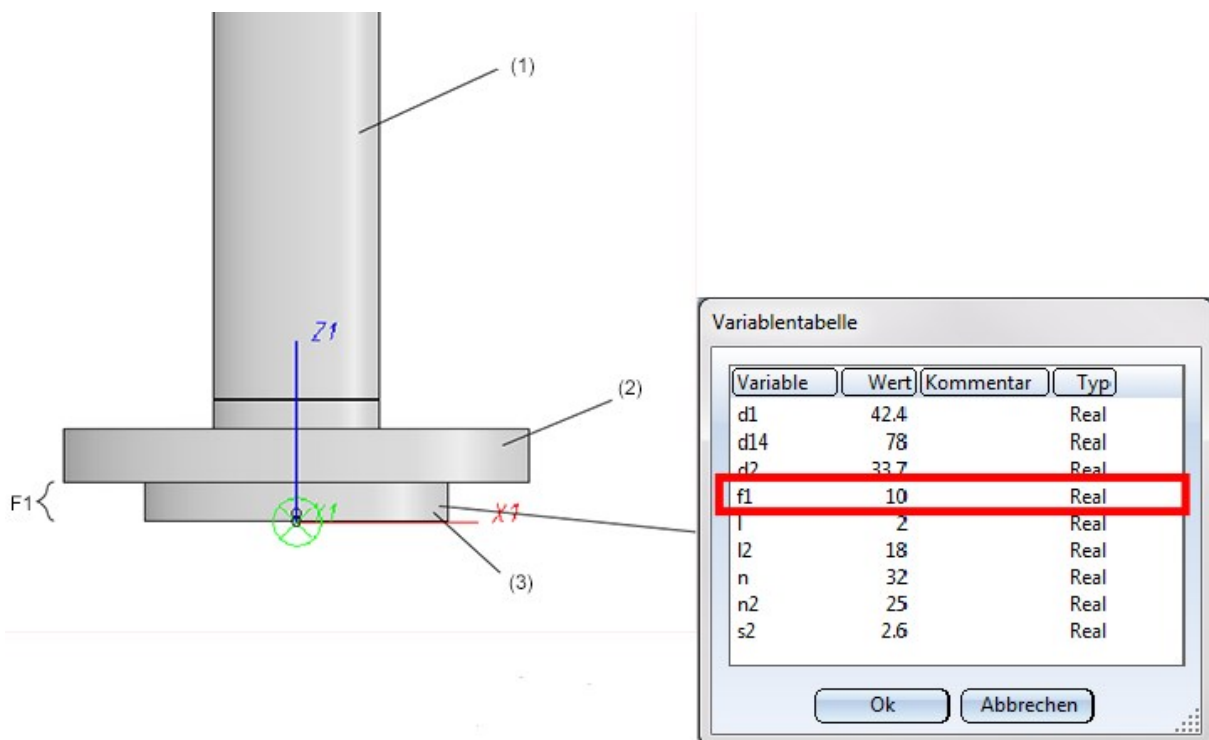 (1)
Z1
(2)
F1
X1
(3)
Variablentabelle
Variable Wert Kommentar Typ
d1 42.4 Real
d14 78 Real
d2 33.7 Real
f1 10 Real
l 2 Real
l2 18 Real
n 32 Real
n2 25 Real
s2 2.6 Real
Ok Abbrechen